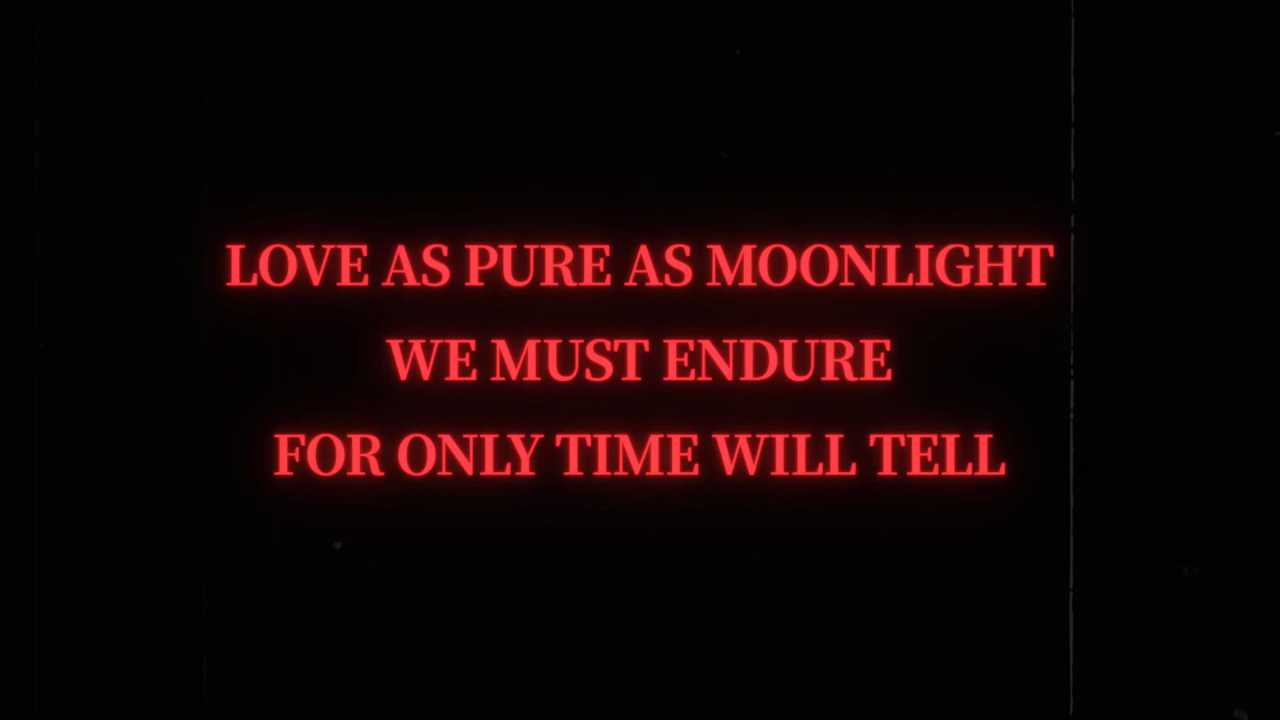 LOVE AS PURE AS MOONLIGHT
WE MUST ENDURE
FOR ONLY TIME WILL TELL